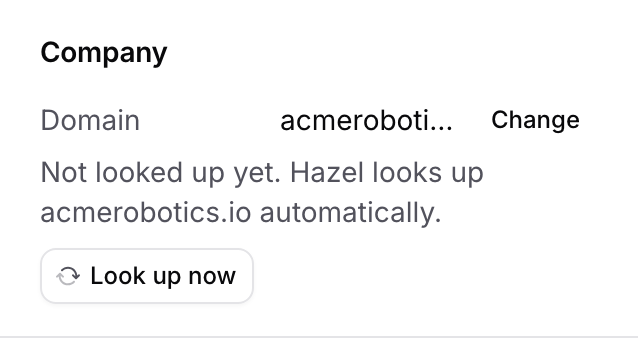 Company
Domain acmeroboti... Change
Not looked up yet. Hazel looks up
acmerobotics.io automatically.
Look up now